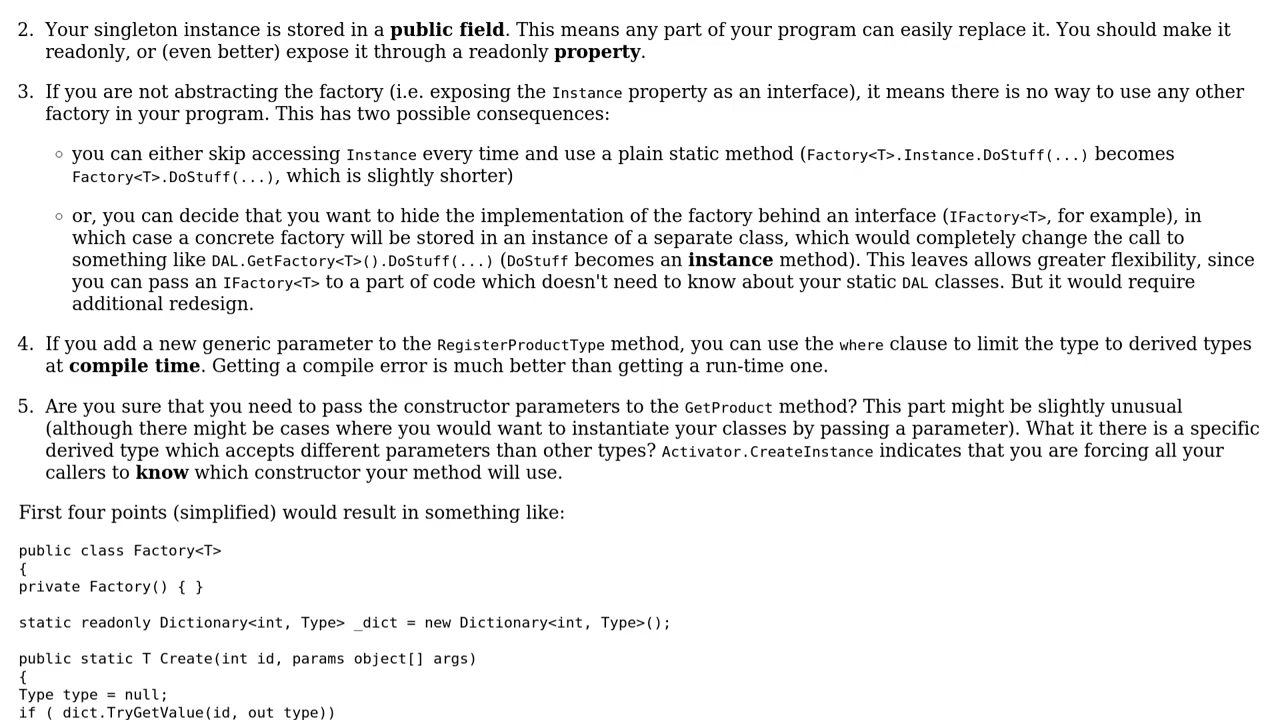 2. Your singleton instance is stored in a public field. This means any part of your program can easily replace it. You should make it
readonly, or (even better) expose it through a readonly property.
3. If you are not abstracting the factory (i.e. exposing the Instance property as an interface), it means there is no way to use any other
factory in your program. This has two possible consequences:
◦ you can either skip accessing Instance every time and use a plain static method (Factory<T>.Instance.DoStuff(...) becomes
Factory<T>.DoStuff(...), which is slightly shorter)
◦ or, you can decide that you want to hide the implementation of the factory behind an interface (IFactory<T>, for example), in
which case a concrete factory will be stored in an instance of a separate class, which would completely change the call to
something like DAL.GetFactory<T>().DoStuff(...) (DoStuff becomes an instance method). This leaves allows greater flexibility, since
you can pass an IFactory<T> to a part of code which doesn't need to know about your static DAL classes. But it would require
additional redesign.
4. If you add a new generic parameter to the RegisterProductType method, you can use the where clause to limit the type to derived types
at compile time. Getting a compile error is much better than getting a run-time one.
5. Are you sure that you need to pass the constructor parameters to the GetProduct method? This part might be slightly unusual
(although there might be cases where you would want to instantiate your classes by passing a parameter). What it there is a specific
derived type which accepts different parameters than other types? Activator.CreateInstance indicates that you are forcing all your
callers to know which constructor your method will use.
First four points (simplified) would result in something like:
public class Factory<T>
{
private Factory() { }
static readonly Dictionary<int, Type> _dict = new Dictionary<int, Type>();
public static T Create(int id, params object[] args)
{
Type type = null;
if (_dict.TryGetValue(id, out type))